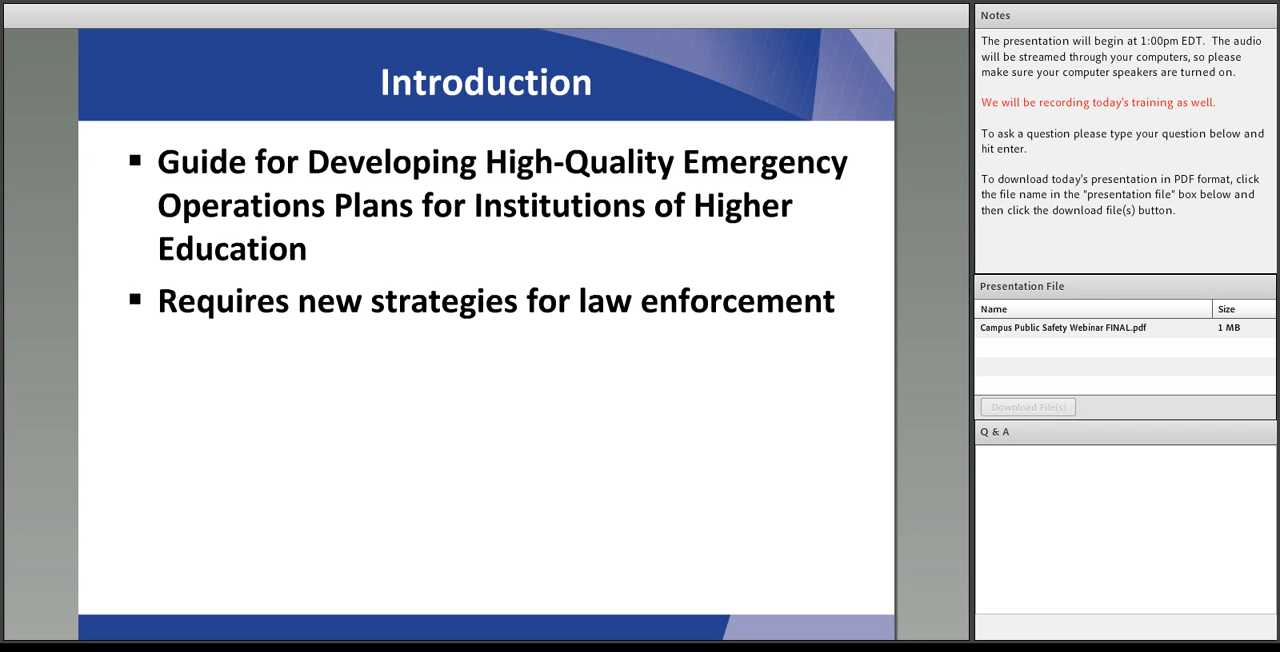 Introduction
▪ Guide for Developing High-Quality Emergency
Operations Plans for Institutions of Higher
Education
▪ Requires new strategies for law enforcement
Notes
The presentation will begin at 1:00pm EDT.  The audio
will be streamed through your computers, so please
make sure your computer speakers are turned on.
We will be recording today's training as well.
To ask a question please type your question below and
hit enter.
To download today's presentation in PDF format, click
the file name in the "presentation file" box below and
then click the download file(s) button.
Presentation File
Name Size
Campus Public Safety Webinar FINAL.pdf 1 MB
Download File(s)
Q & A